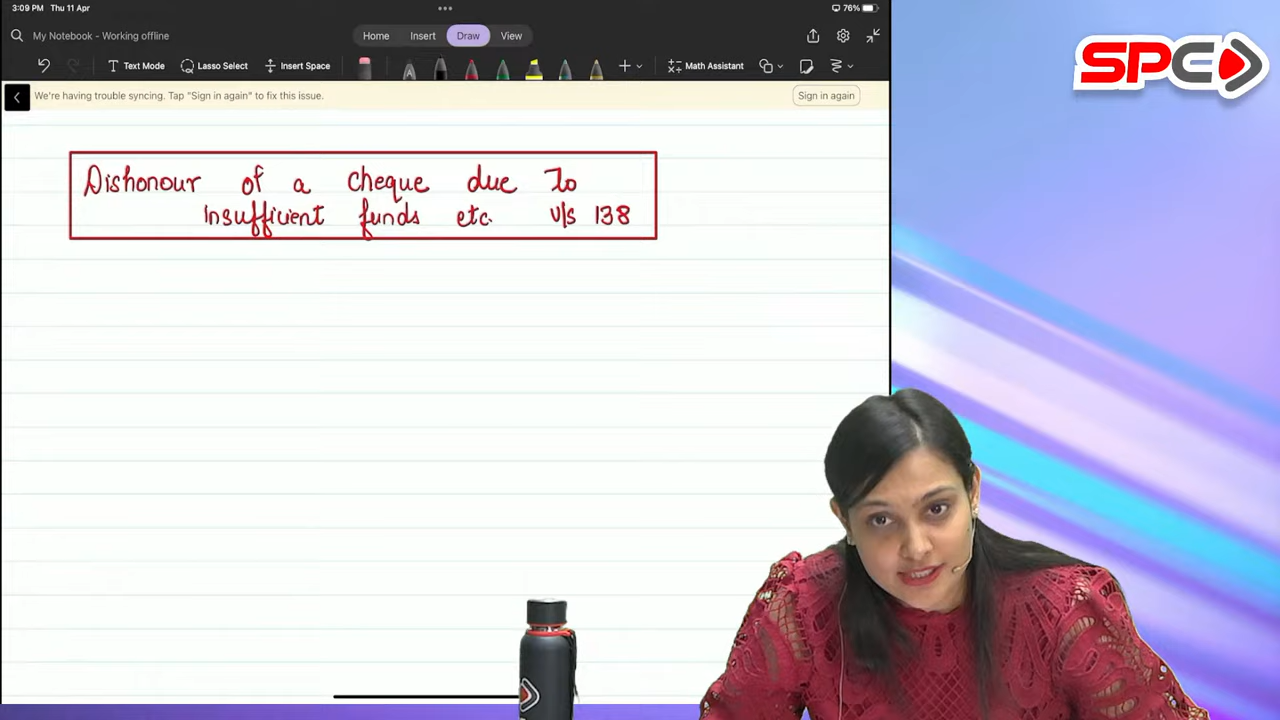 3:09 PM Thu 11 Apr
76%
My Notebook - Working offline
Home Insert Draw View
Text Mode Lasso Select Insert Space Math Assistant
We're having trouble syncing. Tap "Sign in again" to fix this issue. Sign in again
SPC
Dishonour of a cheque due To
insufficient funds etc. u/s 138